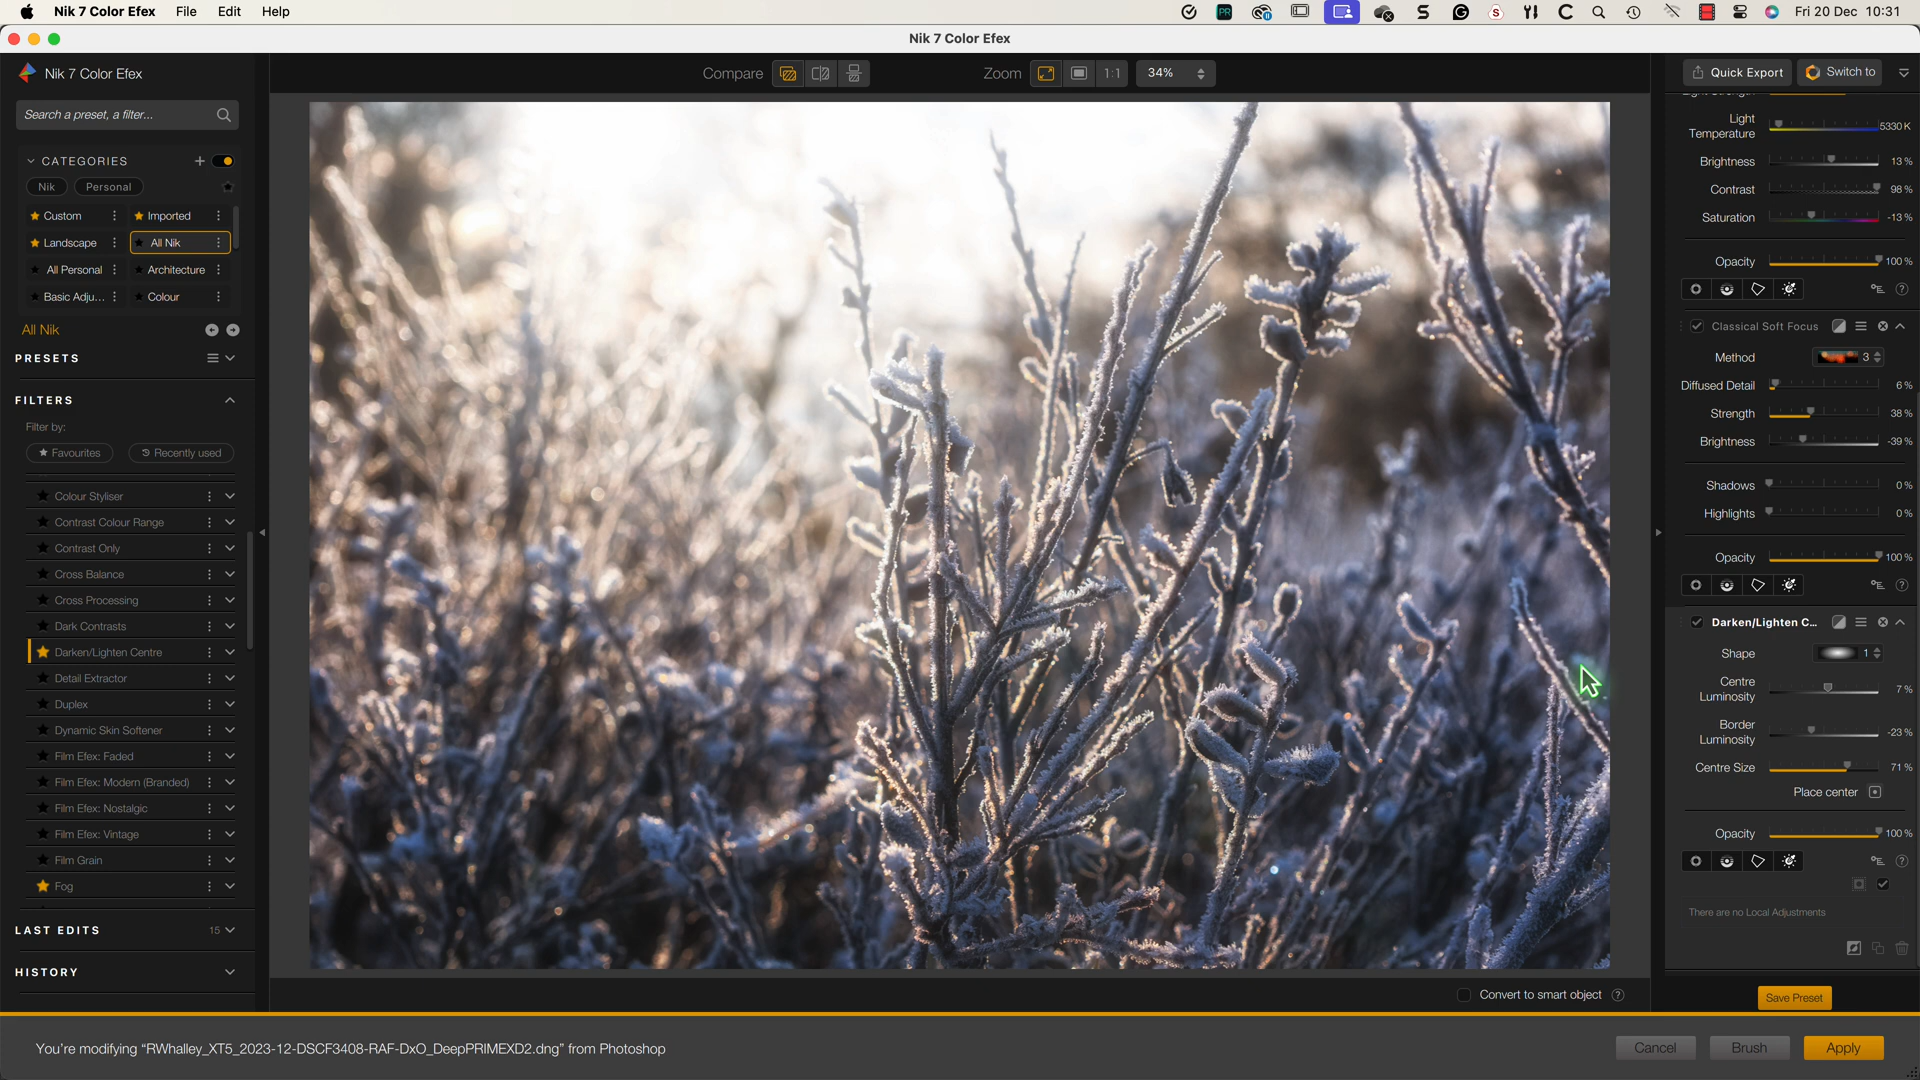 Nik 7 Color Efex File Edit Help
Fri 20 Dec 10:31
Nik 7 Color Efex
Nik 7 Color Efex
Compare
Zoom
1:1
34%
Quick Export
Switch to
Search a preset, a filter...
CATEGORIES
Nik
Personal
Custom
Imported
Landscape
All Nik
All Personal
Architecture
Basic Adju...
Colour
All Nik
PRESETS
FILTERS
Filter by:
Favourites
Recently used
Colour Styliser
Contrast Colour Range
Contrast Only
Cross Balance
Cross Processing
Dark Contrasts
Darken/Lighten Centre
Detail Extractor
Duplex
Dynamic Skin Softener
Film Efex: Faded
Film Efex: Modern (Branded)
Film Efex: Nostalgic
Film Efex: Vintage
Film Grain
Fog
LAST EDITS 15
HISTORY
Light Strength
Light
Temperature
5330 K
Brightness 13 %
Contrast 98 %
Saturation -13 %
Opacity 100 %
Classical Soft Focus
Method 3
Diffused Detail 6 %
Strength 38 %
Brightness -39 %
Shadows 0 %
Highlights 0 %
Opacity 100 %
Darken/Lighten C...
Shape 1
Centre
Luminosity
7 %
Border
Luminosity
-23 %
Centre Size 71 %
Place center
Opacity 100 %
There are no Local Adjustments
Convert to smart object
Save Preset
You're modifying “RWhalley_XT5_2023-12-DSCF3408-RAF-DxO_DeepPRIMEXD2.dng” from Photoshop
Cancel
Brush
Apply